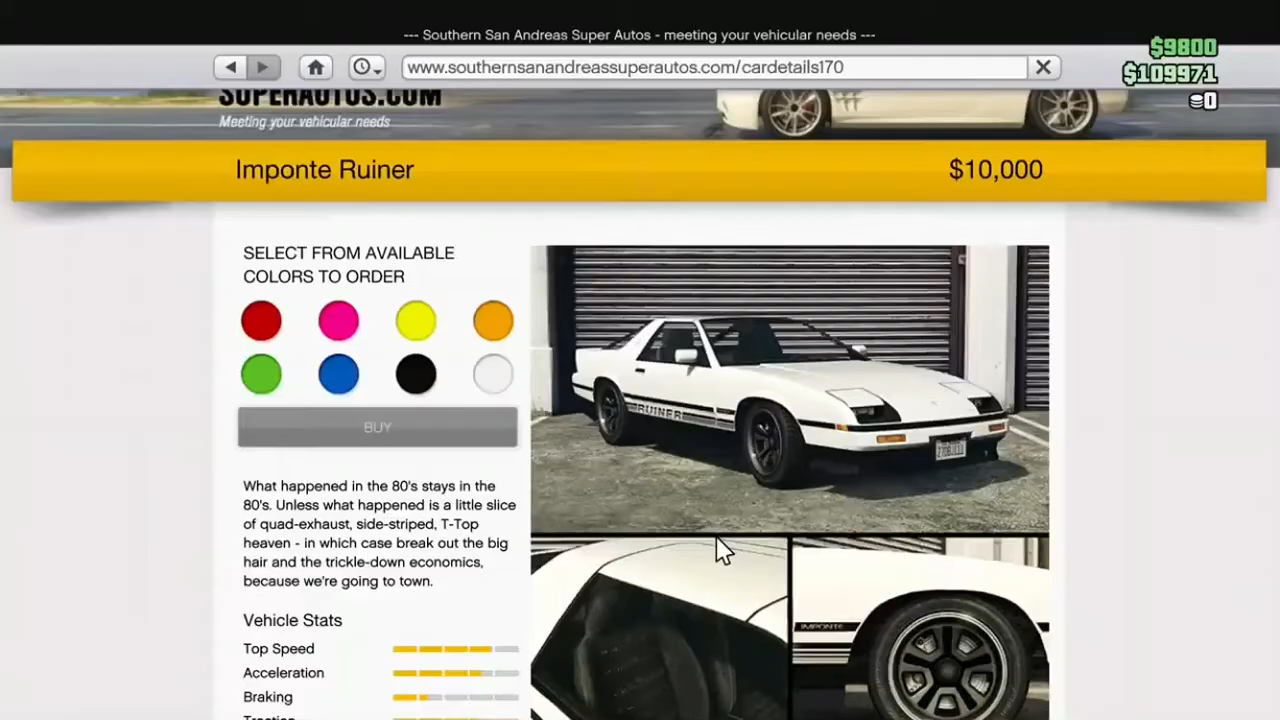 --- Southern San Andreas Super Autos - meeting your vehicular needs ---
www.southernsanandreassuperautos.com/cardetails170
$9800
$109971
0
SUPERAUTOS.COM
Meeting your vehicular needs
Imponte Ruiner
$10,000
SELECT FROM AVAILABLE
COLORS TO ORDER
BUY
RUINER
What happened in the 80's stays in the
80's. Unless what happened is a little slice
of quad-exhaust, side-striped, T-Top
heaven - in which case break out the big
hair and the trickle-down economics,
because we're going to town.
IMPONTE
Vehicle Stats
Top Speed
Acceleration
Braking
Traction